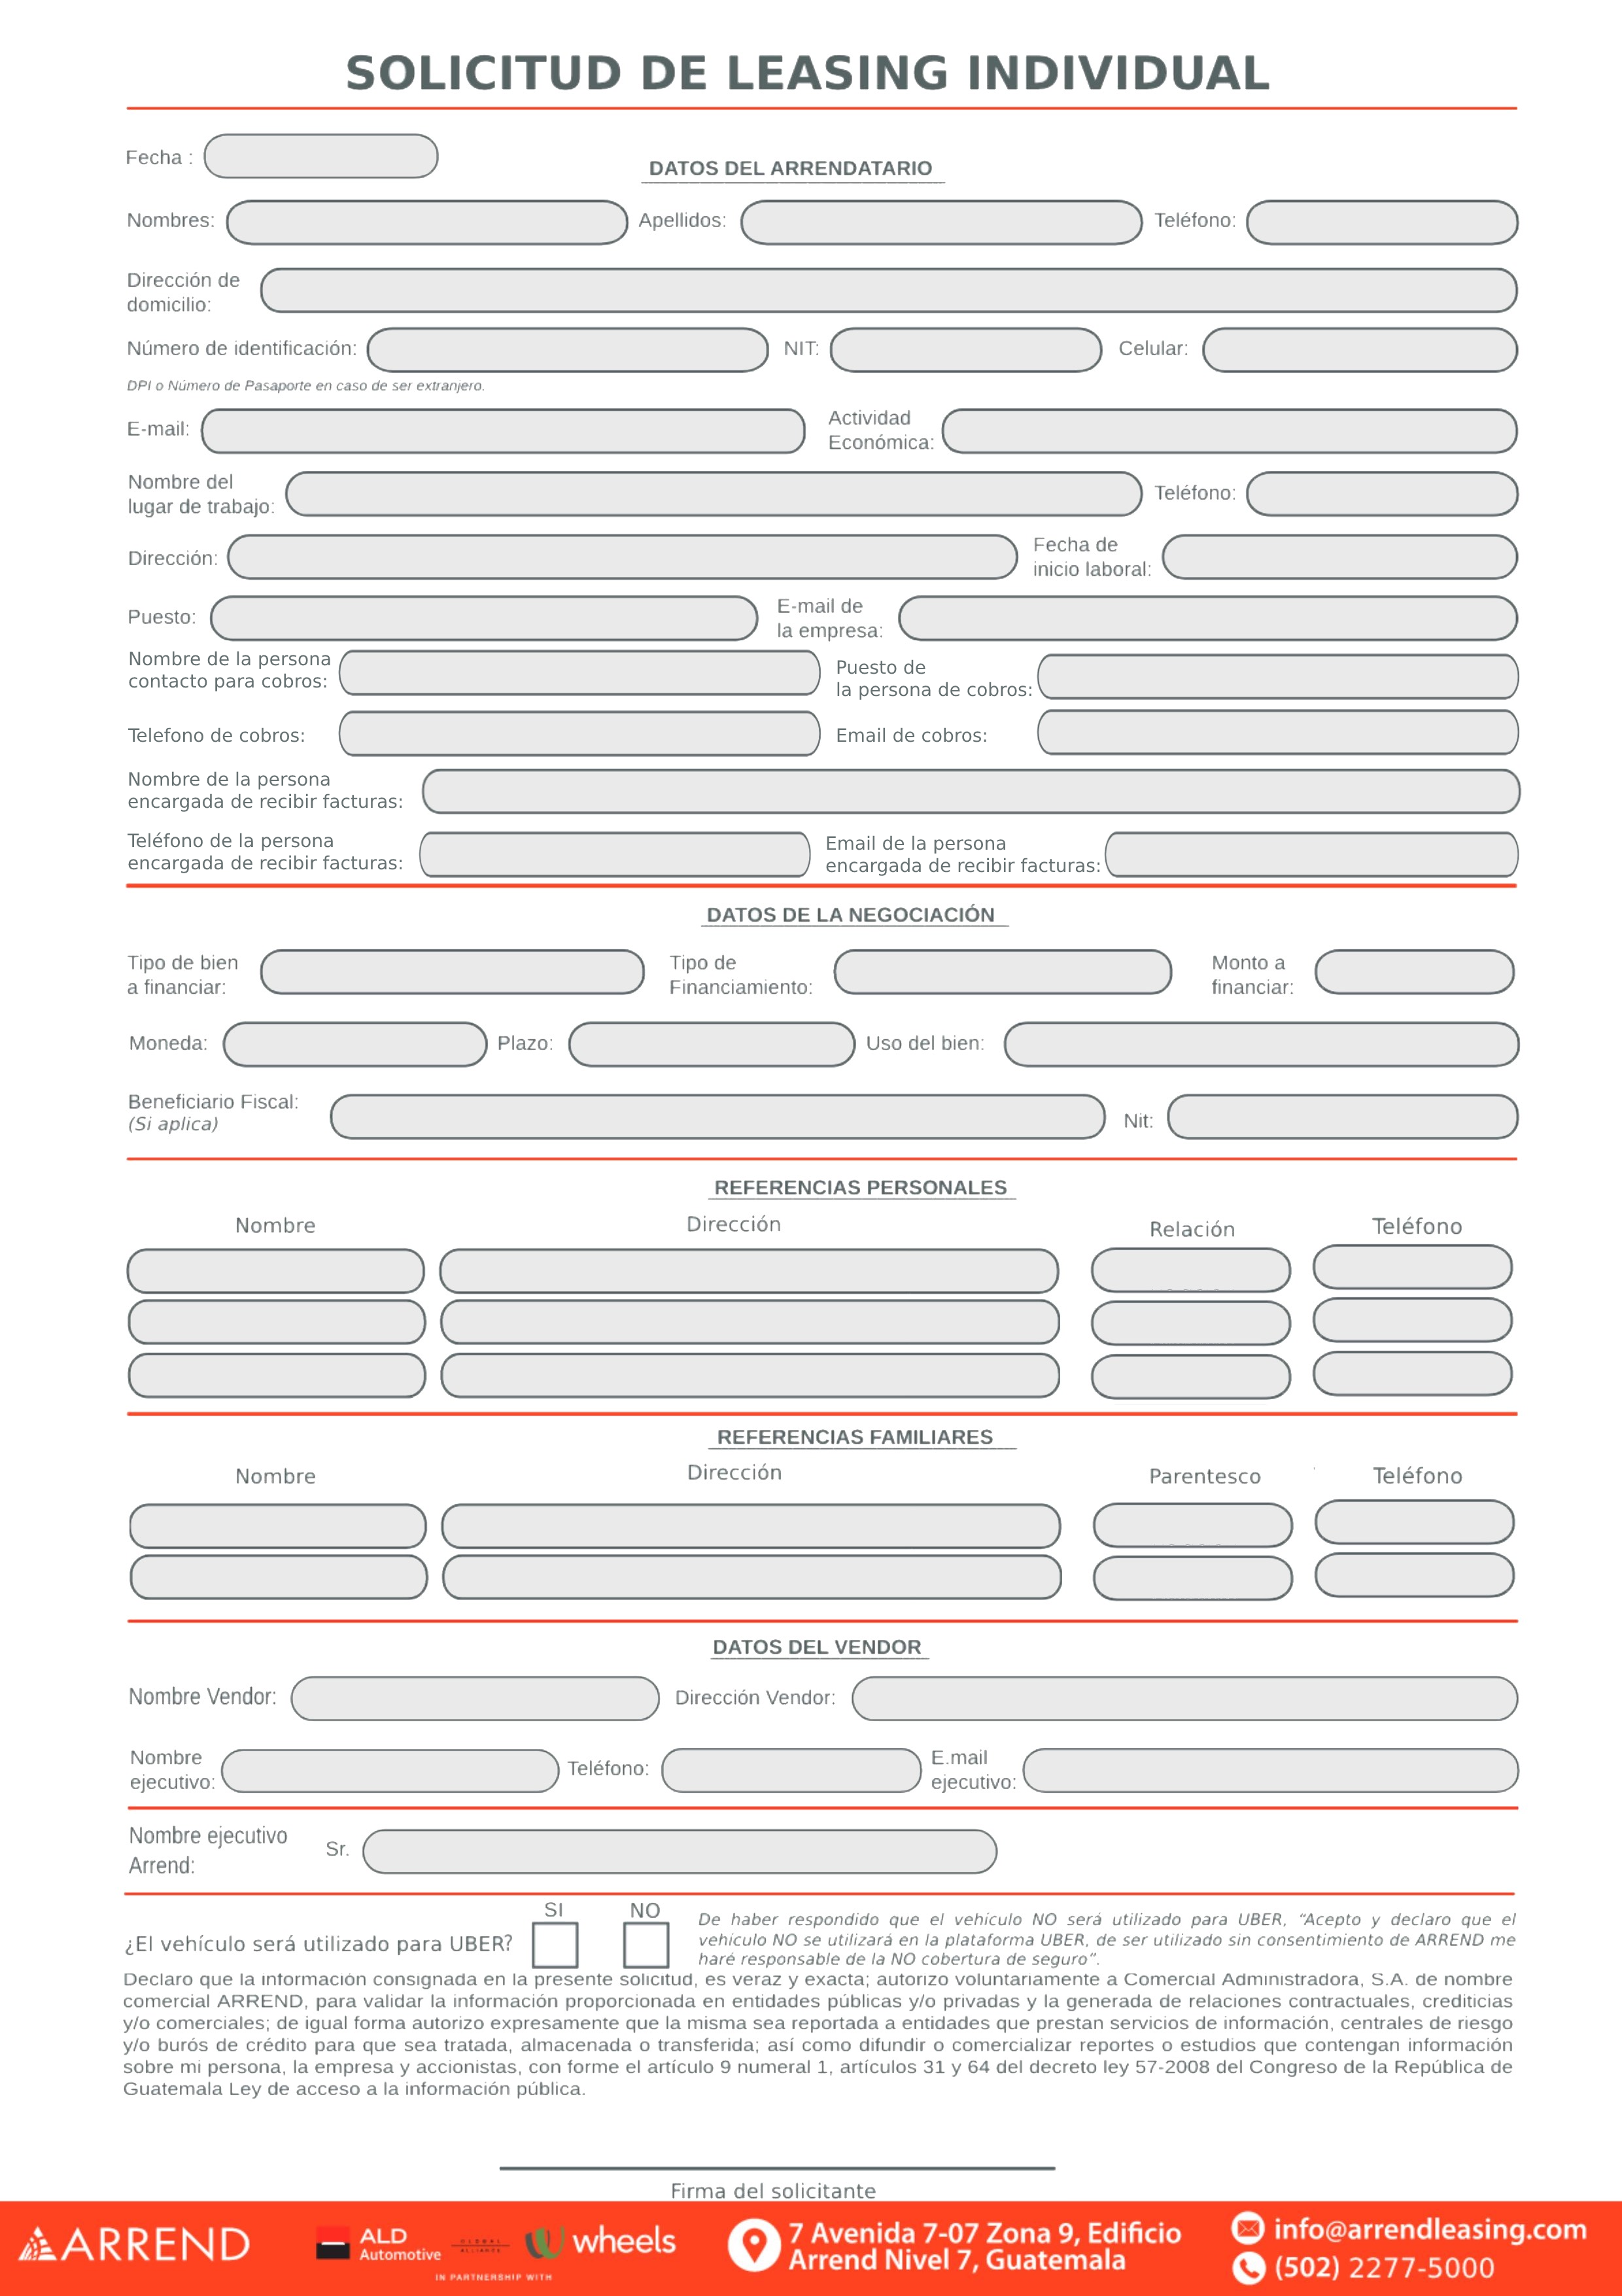 SOLICITUD DE LEASING INDIVIDUAL
Fecha :
DATOS DEL ARRENDATARIO
Nombres: Apellidos: Teléfono:
Dirección de
domicilio:
Número de identificación: NIT: Celular:
DPI o Número de Pasaporte en caso de ser extranjero.
E-mail: Actividad
Económica:
Nombre del
lugar de trabajo: Teléfono:
Dirección: Fecha de
inicio laboral:
Puesto: E-mail de
la empresa:
Nombre de la persona
contacto para cobros: Puesto de
la persona de cobros:
Telefono de cobros: Email de cobros:
Nombre de la persona
encargada de recibir facturas:
Teléfono de la persona
encargada de recibir facturas: Email de la persona
encargada de recibir facturas:
DATOS DE LA NEGOCIACIÓN
Tipo de bien
a financiar: Tipo de
Financiamiento: Monto a
financiar:
Moneda: Plazo: Uso del bien:
Beneficiario Fiscal:
(Si aplica) Nit:
REFERENCIAS PERSONALES
Nombre Dirección Relación Teléfono
REFERENCIAS FAMILIARES
Nombre Dirección Parentesco Teléfono
DATOS DEL VENDOR
Nombre Vendor: Dirección Vendor:
Nombre
ejecutivo: Teléfono: E.mail
ejecutivo:
Nombre ejecutivo
Arrend: Sr.
SI NO
¿El vehículo será utilizado para UBER?
De haber respondido que el vehículo NO será utilizado para UBER, “Acepto y declaro que el
vehículo NO se utilizará en la plataforma UBER, de ser utilizado sin consentimiento de ARREND me
haré responsable de la NO cobertura de seguro”.
Declaro que la información consignada en la presente solicitud, es veraz y exacta; autorizo voluntariamente a Comercial Administradora, S.A. de nombre
comercial ARREND, para validar la información proporcionada en entidades públicas y/o privadas y la generada de relaciones contractuales, crediticias
y/o comerciales; de igual forma autorizo expresamente que la misma sea reportada a entidades que prestan servicios de información, centrales de riesgo
y/o burós de crédito para que sea tratada, almacenada o transferida; así como difundir o comercializar reportes o estudios que contengan información
sobre mi persona, la empresa y accionistas, con forme el artículo 9 numeral 1, artículos 31 y 64 del decreto ley 57-2008 del Congreso de la República de
Guatemala Ley de acceso a la información pública.
Firma del solicitante
ARREND
ALD
Automotive
GLOBAL
ALLIANCE
wheels
IN PARTNERSHIP WITH
7 Avenida 7-07 Zona 9, Edificio
Arrend Nivel 7, Guatemala
info@arrendleasing.com
(502) 2277-5000